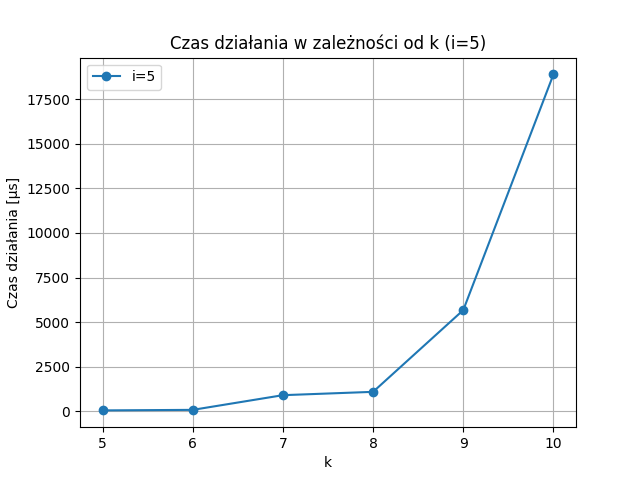 Czas działania w zależności od k (i=5)
i=5
Czas działania [µs]
17500
15000
12500
10000
7500
5000
2500
0
5 6 7 8 9 10
k